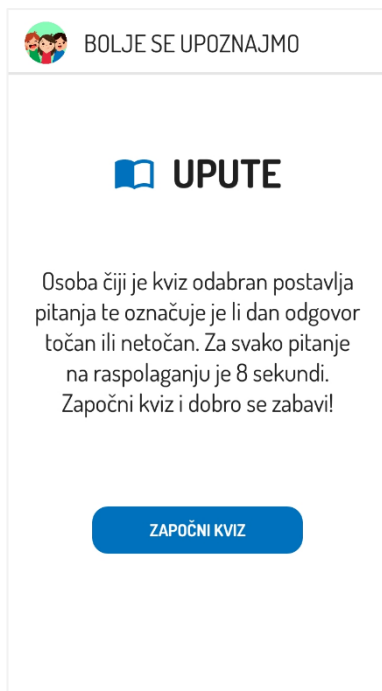 BOLJE SE UPOZNAJMO
UPUTE
Osoba čiji je kviz odabran postavlja
pitanja te označuje je li dan odgovor
točan ili netočan. Za svako pitanje
na raspolaganju je 8 sekundi.
Započni kviz i dobro se zabavi!
ZAPOČNI KVIZ